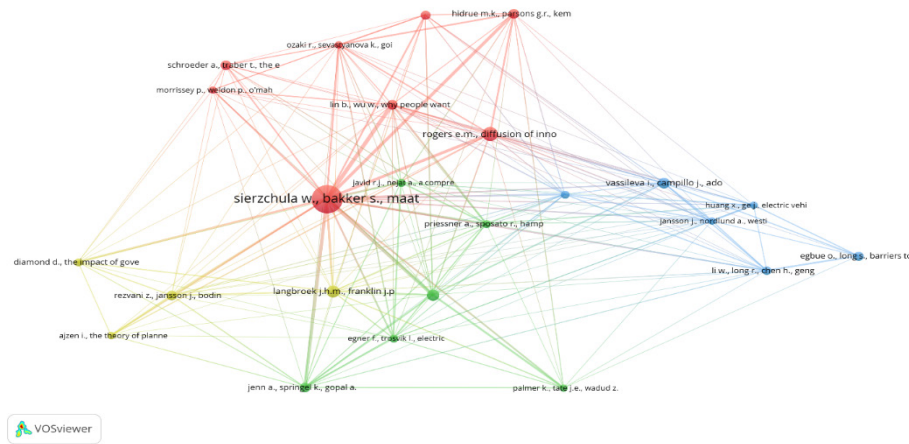 hidrue m.k., parsons g.r., kem
ozaki r., sevastyanova k., goi
schroeder a., traber t., the e
morrissey p., weldon p., o'mah
lin b., wu w., why people want
rogers e.m., diffusion of inno
javid r.j., nejat a., a compre
vassileva i., campillo j., ado
sierzchula w., bakker s., maat
huang x., ge j., electric vehi
jansson j., nordlund a., westi
priessner a., sposato r., hamp
egbue o., long s., barriers to
diamond d., the impact of gove
li w., long r., chen h., geng
rezvani z., jansson j., bodin
langbroek j.h.m., franklin j.p
ajzen i., the theory of planne
egner f., trosvik l., electric
jenn a., springel k., gopal a.
palmer k., tate j.e., wadud z.
VOSviewer